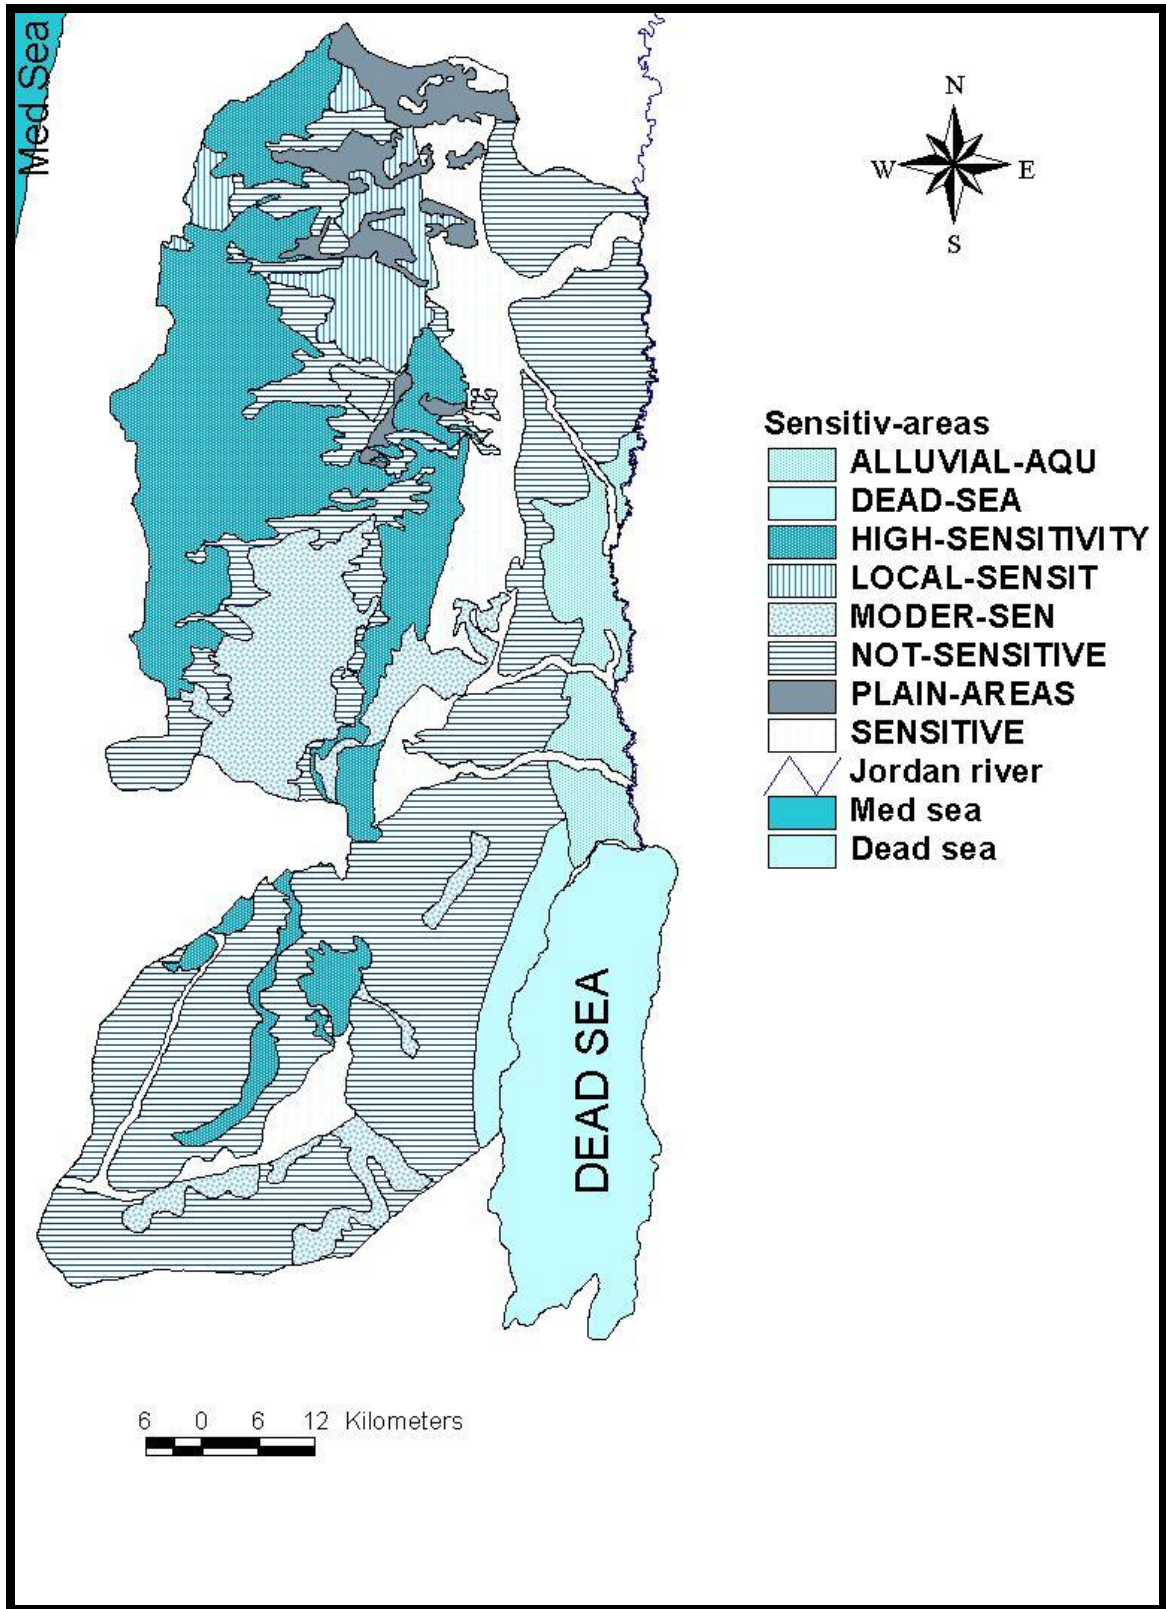 Med Sea
N
W E
S
Sensitiv-areas
ALLUVIAL-AQU
DEAD-SEA
HIGH-SENSITIVITY
LOCAL-SENSIT
MODER-SEN
NOT-SENSITIVE
PLAIN-AREAS
SENSITIVE
Jordan river
Med sea
Dead sea
DEAD SEA
6 0 6 12 Kilometers